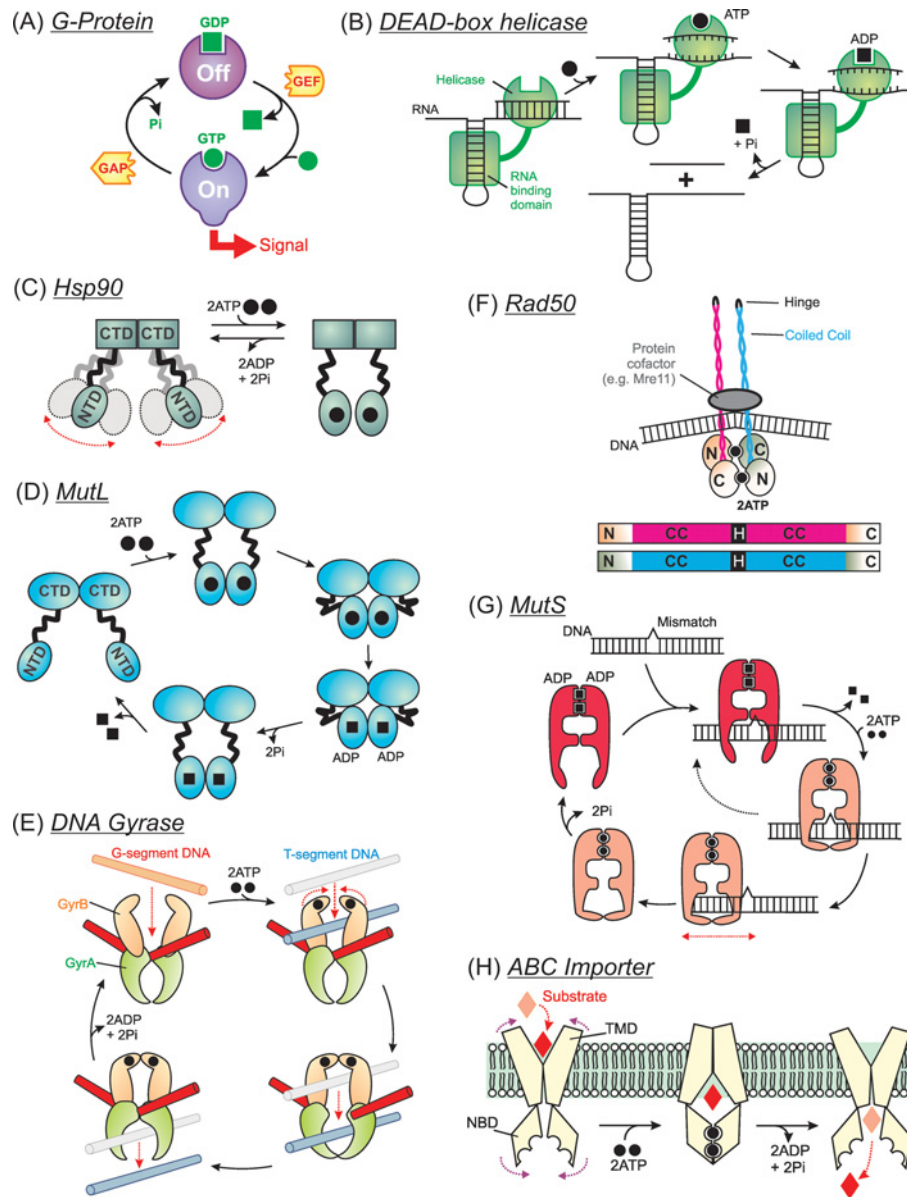 (A) G-Protein
GDP
Off
GEF
Pi
GTP
GAP
On
Signal
(B) DEAD-box helicase
ATP
ADP
Helicase
RNA
+ Pi
RNA
binding
domain
+
(C) Hsp90
CTD CTD
2ATP
2ADP
+ 2Pi
NTD NTD
(D) MutL
2ATP
CTD CTD
NTD NTD
2Pi
ADP ADP
(E) DNA Gyrase
G-segment DNA
2ATP
T-segment DNA
GyrB
GyrA
2ADP
+ 2Pi
(F) Rad50
Hinge
Coiled Coil
Protein
cofactor
(e.g. Mre11)
DNA
N C
C N
2ATP
N CC H CC C
N CC H CC C
(G) MutS
DNA
Mismatch
ADP ADP
2ATP
2Pi
(H) ABC Importer
Substrate
TMD
NBD
2ATP
2ADP
+ 2Pi